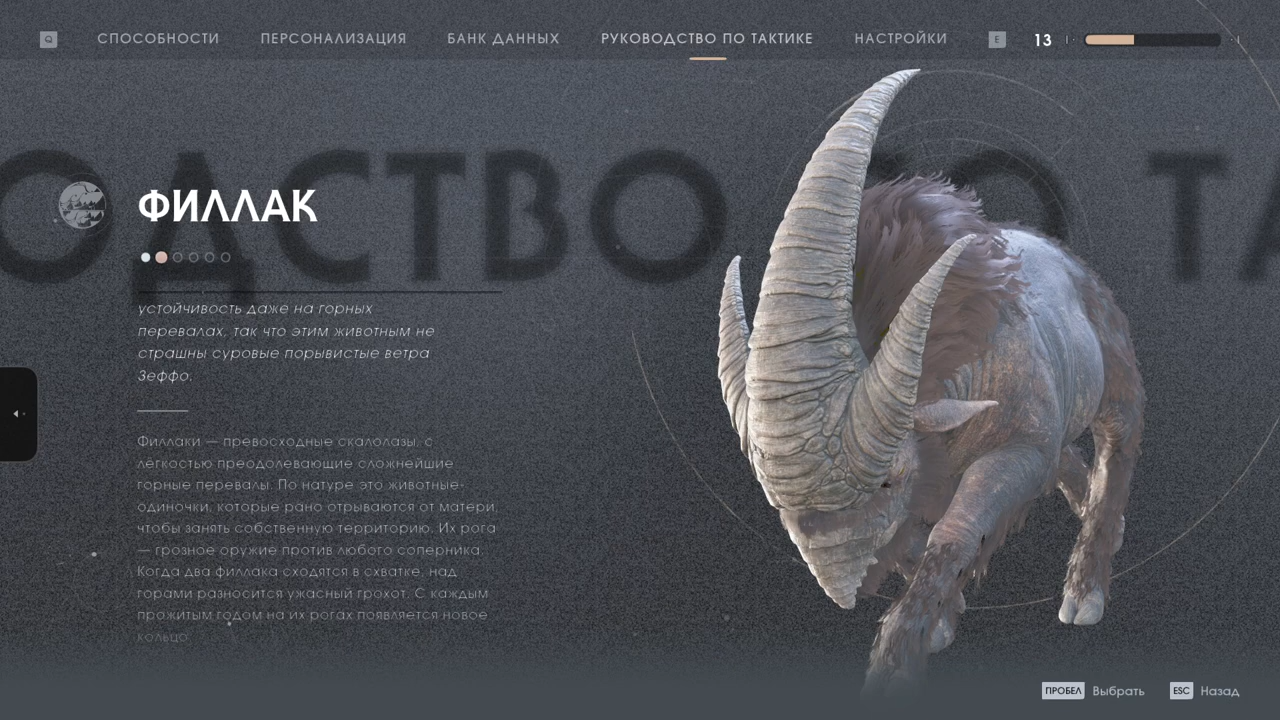 Q СПОСОБНОСТИ ПЕРСОНАЛИЗАЦИЯ БАНК ДАННЫХ РУКОВОДСТВО ПО ТАКТИКЕ НАСТРОЙКИ E 13
ОДСТВО ПО ТА
ФИЛЛАК
устойчивость даже на горных
перевалах, так что этим животным не
страшны суровые порывистые ветра
Зеффо.
Филлаки — превосходные скалолазы, с
лёгкостью преодолевающие сложнейшие
горные перевалы. По натуре это животные-
одиночки, которые рано отрываются от матери,
чтобы занять собственную территорию. Их рога
— грозное оружие против любого соперника.
Когда два филлака сходятся в схватке, над
горами разносится ужасный грохот. С каждым
прожитым годом на их рогах появляется новое
кольцо.
ПРОБЕЛ Выбрать ESC Назад